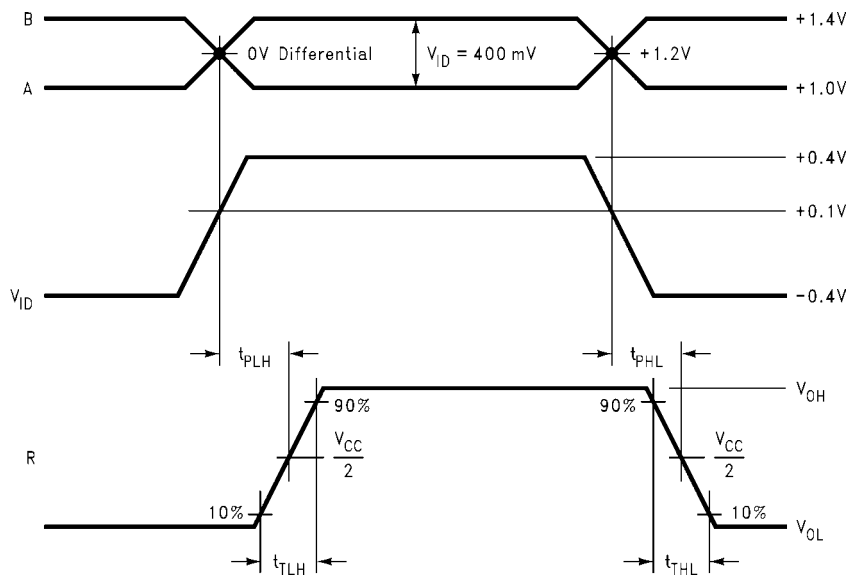 B
+1.4V
0V Differential
V_ID = 400 mV
+1.2V
A
+1.0V
+0.4V
+0.1V
V_ID
-0.4V
t_PLH
t_PHL
V_OH
90%
90%
R
V_CC/2
V_CC/2
10%
10%
V_OL
t_TLH
t_THL